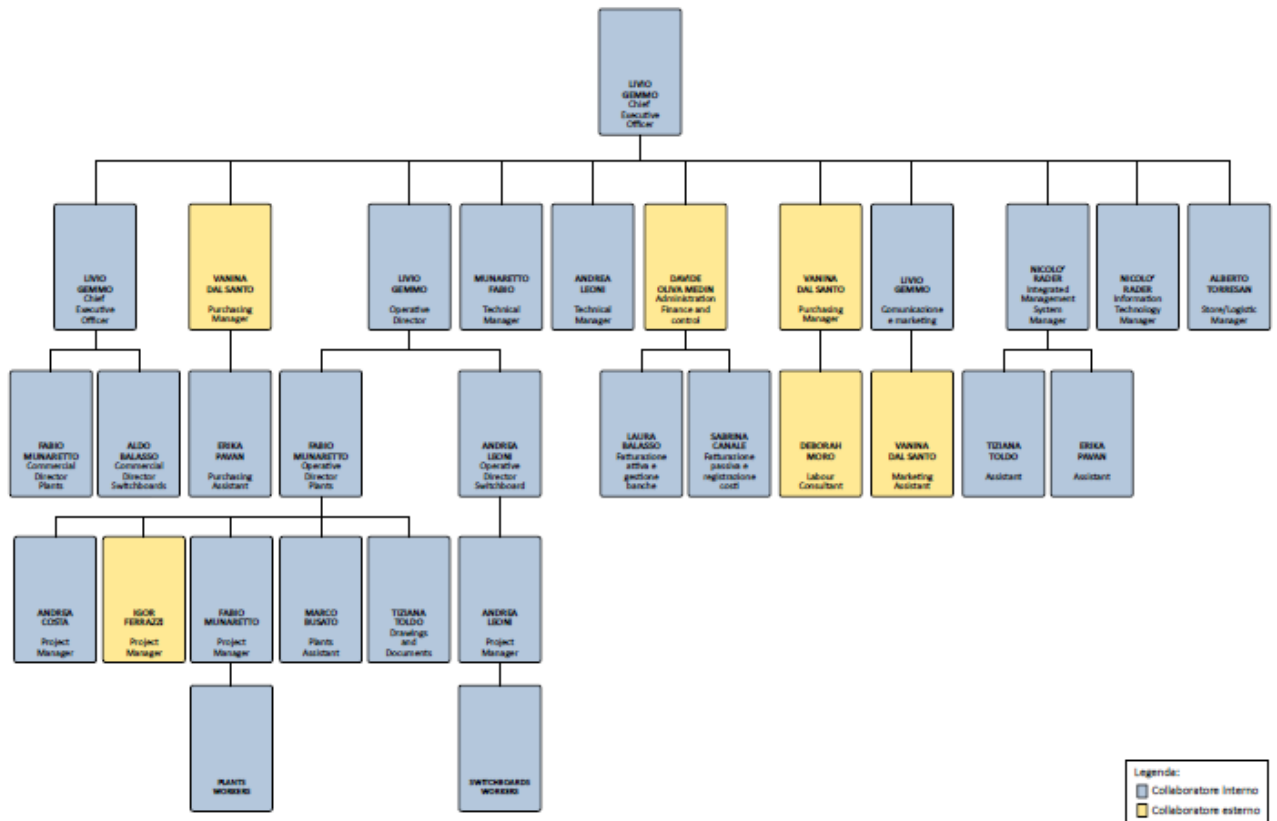 LIVIO
GEMMO
Chief
Executive
Officer
LIVIO
GEMMO
Chief
Executive
Officer
VANINA
DAL SANTO
Purchasing
Manager
LIVIO
GEMMO
Operative
Director
MUNARETTO
FABIO
Technical
Manager
ANDREA
LEONI
Technical
Manager
DAVIDE
OLIVA MEDIN
Administration
Finance and
control
VANINA
DAL SANTO
Purchasing
Manager
LIVIO
GEMMO
Comunicazione
e marketing
NICOLO'
RADER
Integrated
Management
System
Manager
NICOLO'
RADER
Information
Technology
Manager
ALBERTO
TORRESAN
Store/Logistic
Manager
FABIO
MUNARETTO
Commercial
Director
Plants
ALDO
BALASSO
Commercial
Director
Switchboards
ERIKA
PAVAN
Purchasing
Assistant
FABIO
MUNARETTO
Operative
Director
Plants
ANDREA
LEONI
Operative
Director
Switchboard
LAURA
BALASSO
Fatturazione
attiva e
gestione
banche
SABRINA
CANALE
Fatturazione
passiva e
registrazione
costi
DEBORAH
MORO
Labour
Consultant
VANINA
DAL SANTO
Marketing
Assistant
TIZIANA
TOLDO
Assistant
ERIKA
PAVAN
Assistant
ANDREA
COSTA
Project
Manager
IGOR
FERRAZZI
Project
Manager
FABIO
MUNARETTO
Project
Manager
MARCO
BUSATO
Plants
Assistant
TIZIANA
TOLDO
Drawings
and
Documents
ANDREA
LEONI
Project
Manager
PLANTS
WORKERS
SWITCHBOARDS
WORKERS
Legenda:
Collaboratore Interno
Collaboratore esterno